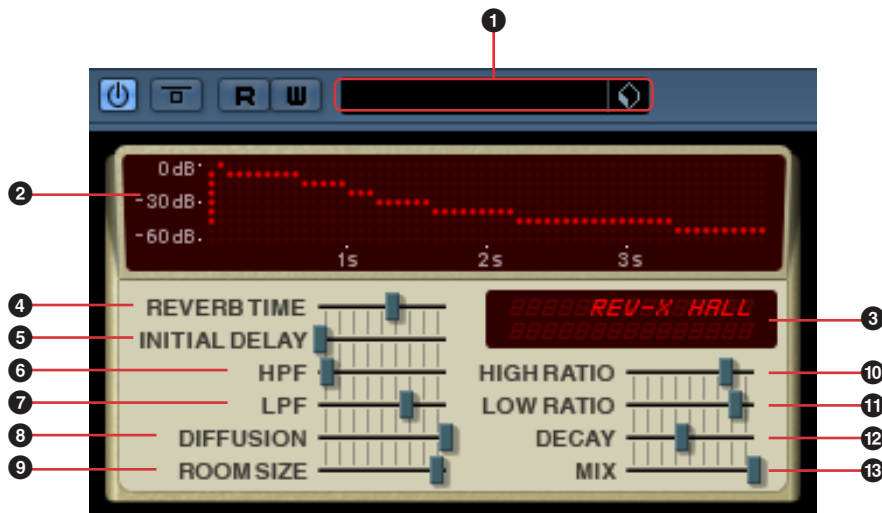 1
R W
2
0 dB
-30 dB
-60 dB
1s 2s 3s
4 REVERB TIME
REV-X HALL 3
5 INITIAL DELAY
6 HPF HIGH RATIO 10
7 LPF LOW RATIO 11
8 DIFFUSION DECAY 12
9 ROOM SIZE MIX 13